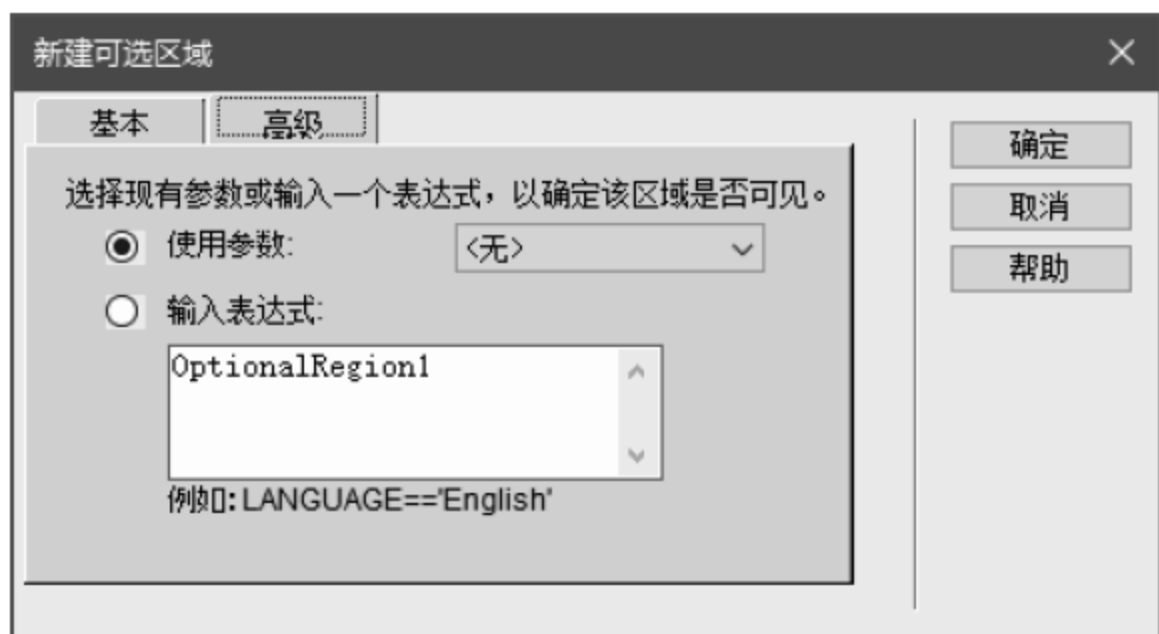 新建可选区域
基本 高级
选择现有参数或输入一个表达式，以确定该区域是否可见。
使用参数: <无>
输入表达式:
OptionalRegion1
例如: LANGUAGE=='English'
确定
取消
帮助